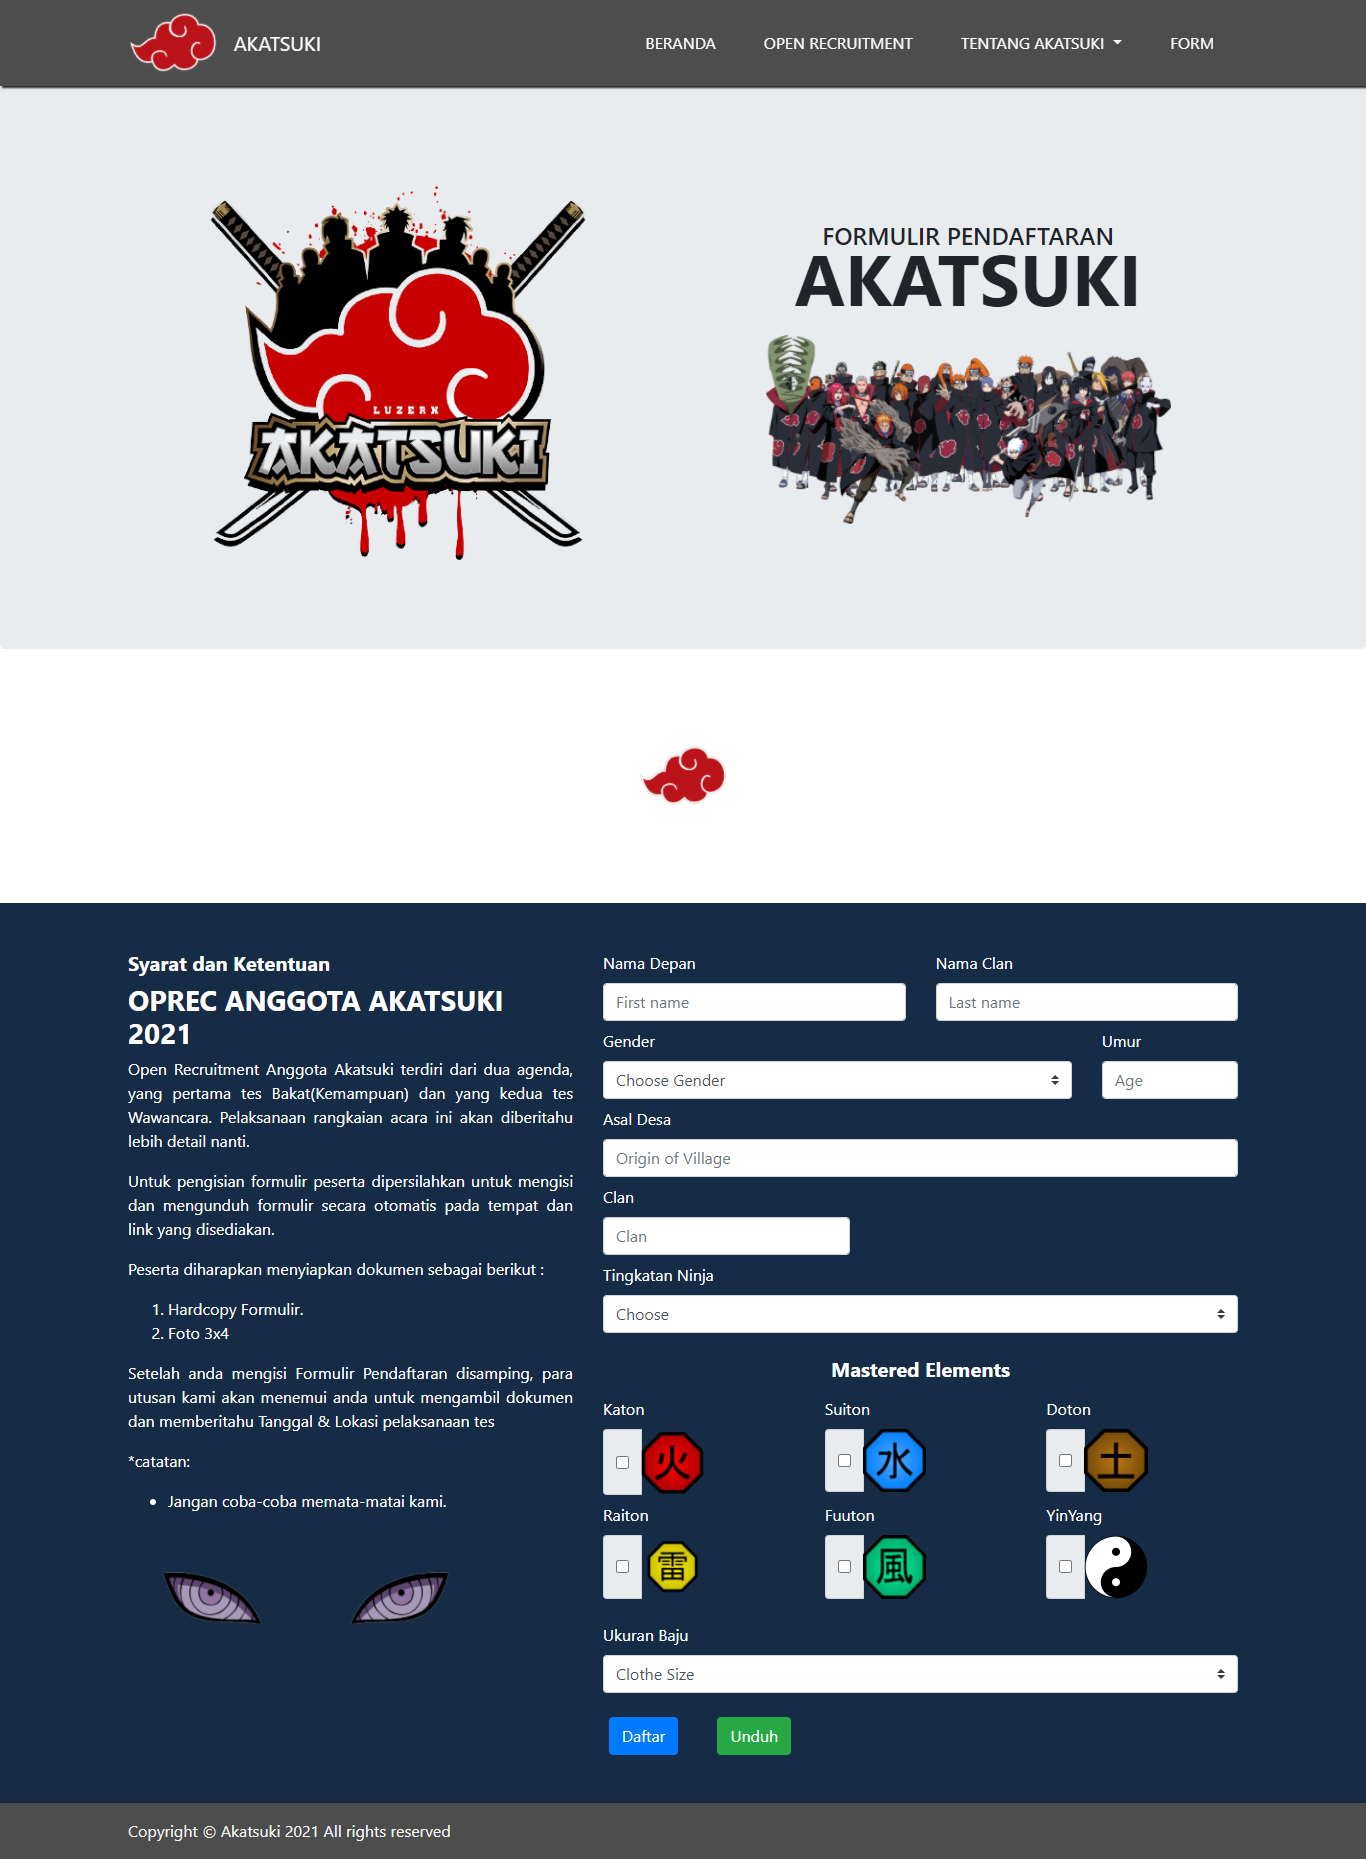 AKATSUKI
BERANDA
OPEN RECRUITMENT
TENTANG AKATSUKI
FORM
LUZERN
AKATSUKI
FORMULIR PENDAFTARAN
AKATSUKI
Syarat dan Ketentuan
OPREC ANGGOTA AKATSUKI
2021
Open Recruitment Anggota Akatsuki terdiri dari dua agenda,
yang pertama tes Bakat(Kemampuan) dan yang kedua tes
Wawancara. Pelaksanaan rangkaian acara ini akan diberitahu
lebih detail nanti.
Untuk pengisian formulir peserta dipersilahkan untuk mengisi
dan mengunduh formulir secara otomatis pada tempat dan
link yang disediakan.
Peserta diharapkan menyiapkan dokumen sebagai berikut :
1. Hardcopy Formulir.
2. Foto 3x4
Setelah anda mengisi Formulir Pendaftaran disamping, para
utusan kami akan menemui anda untuk mengambil dokumen
dan memberitahu Tanggal & Lokasi pelaksanaan tes
*catatan:
• Jangan coba-coba memata-matai kami.
Nama Depan
Nama Clan
First name
Last name
Gender
Umur
Choose Gender
Age
Asal Desa
Origin of Village
Clan
Clan
Tingkatan Ninja
Choose
Mastered Elements
Katon
Suiton
Doton
火
水
土
Raiton
Fuuton
YinYang
雷
風
Ukuran Baju
Clothe Size
Daftar
Unduh
Copyright © Akatsuki 2021 All rights reserved